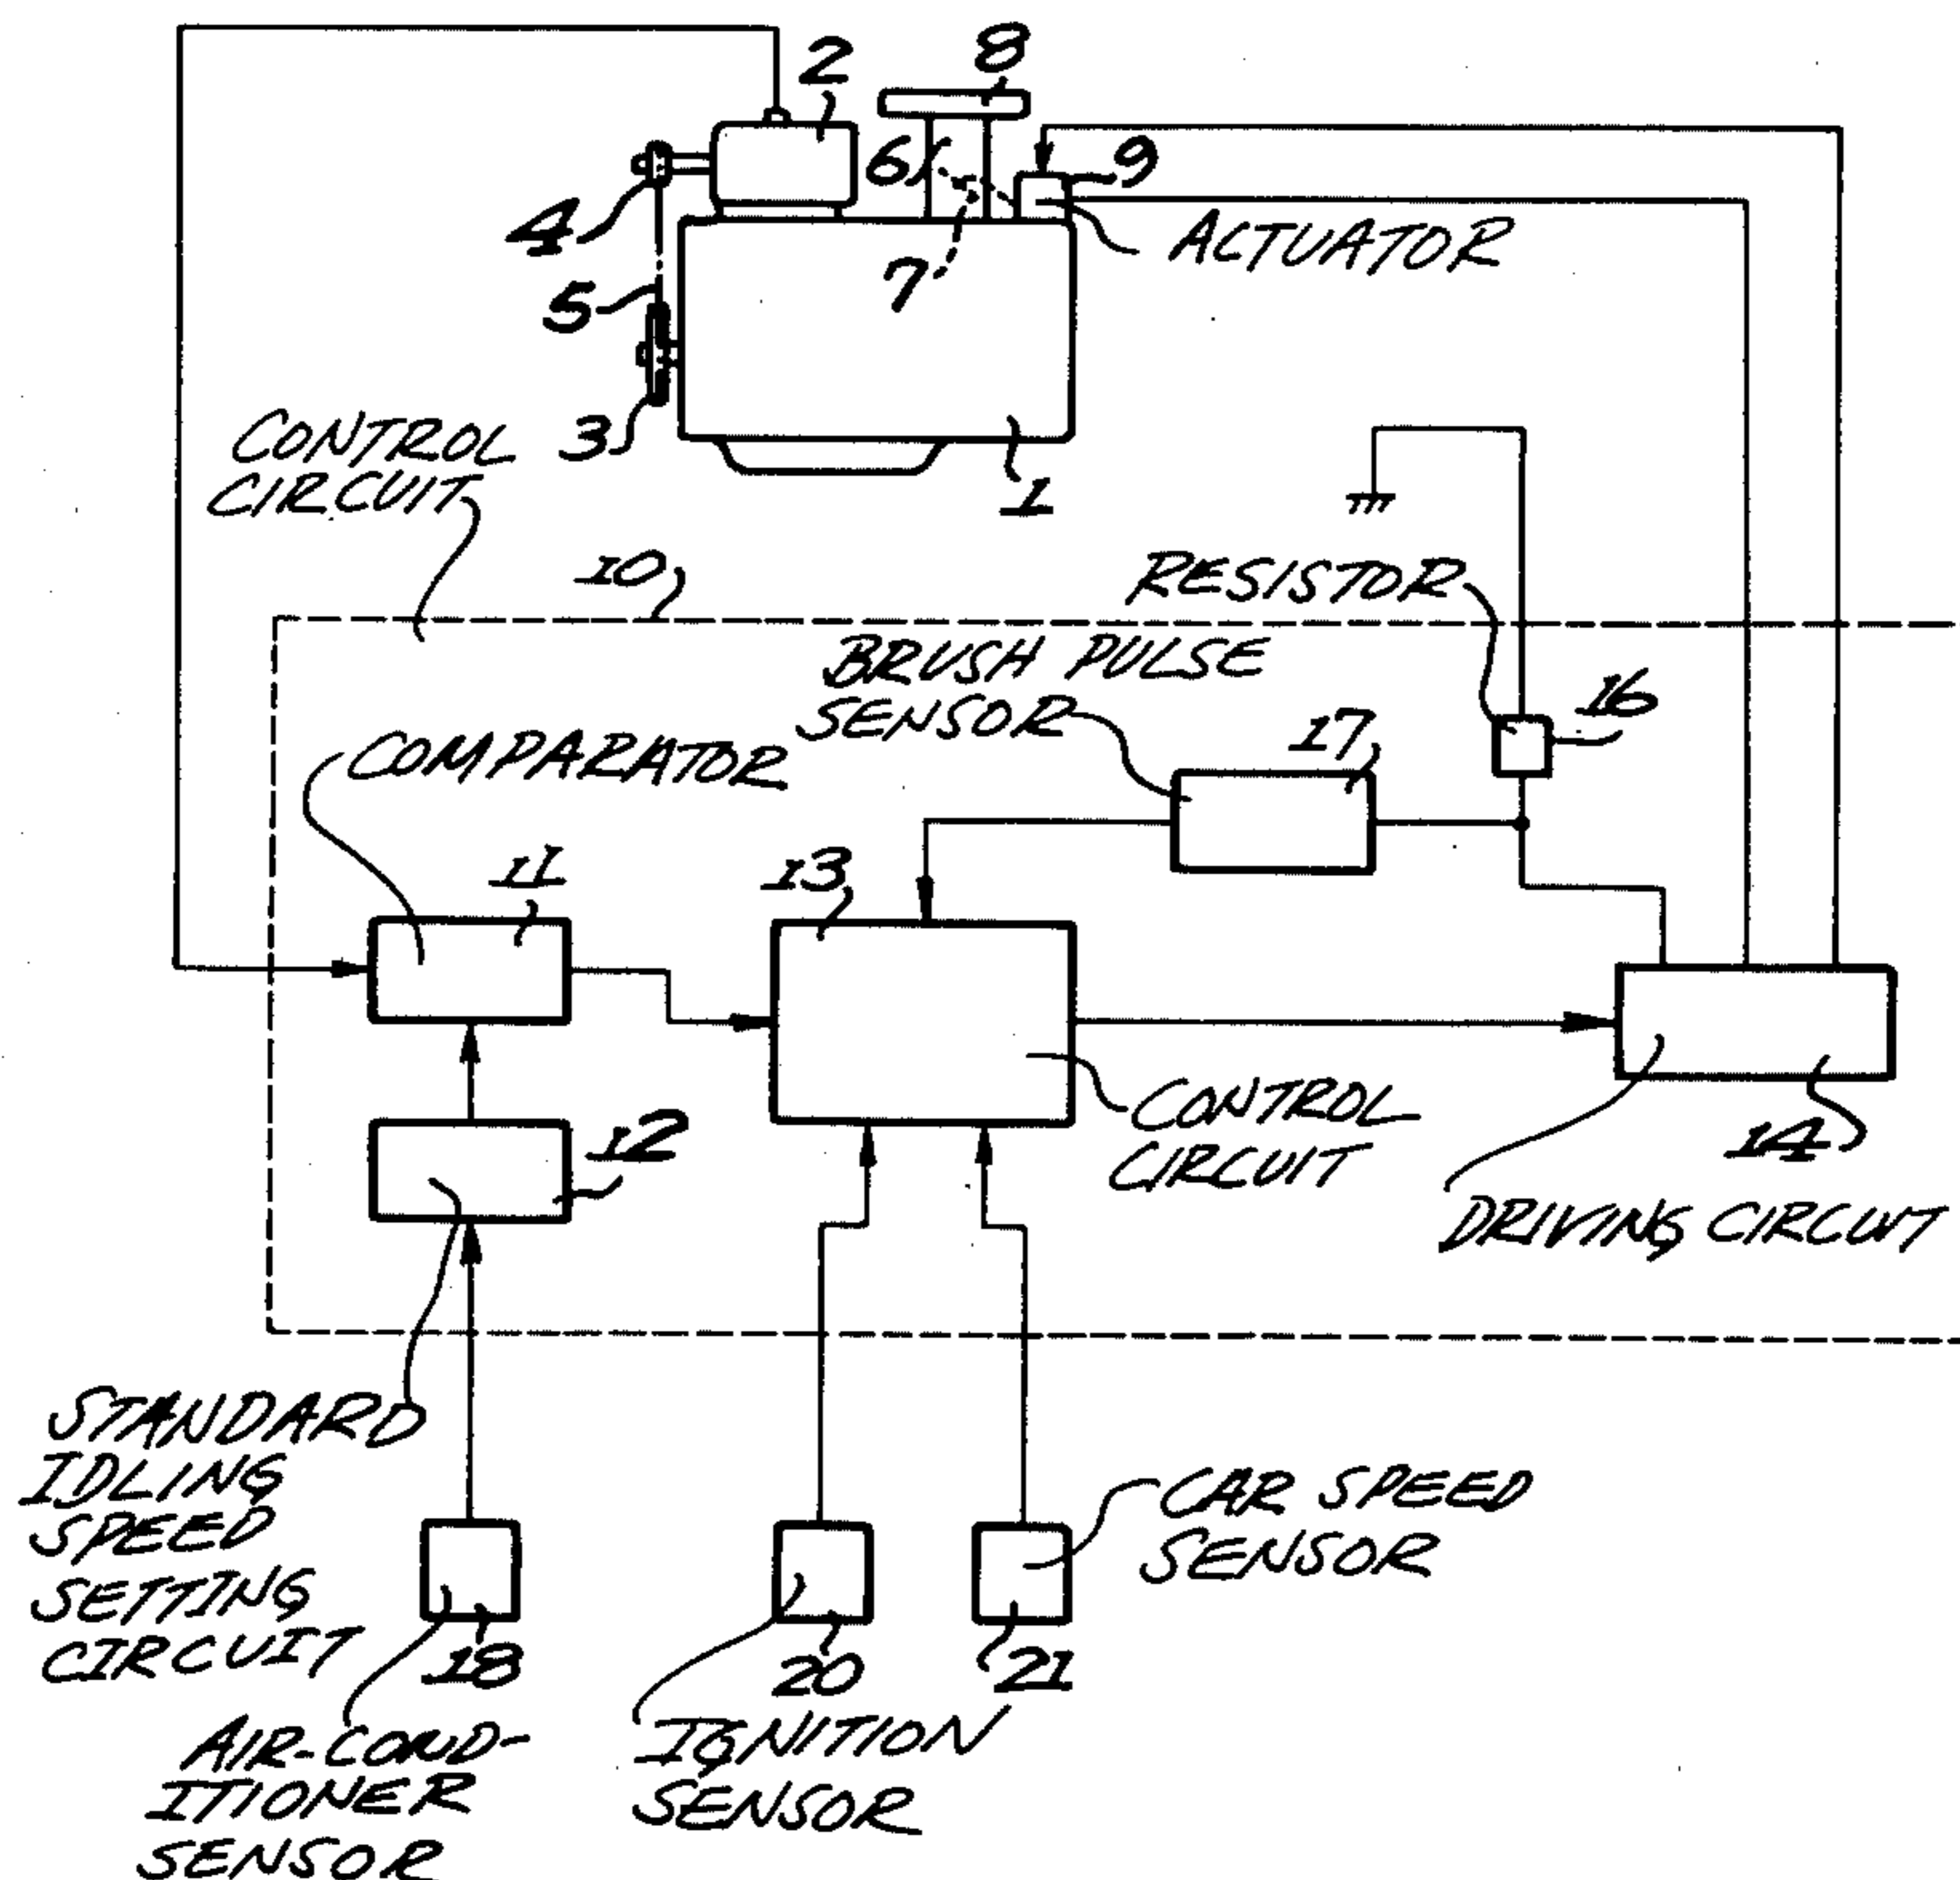 2
8
6
9
4
ACTUATOR
7
5
3
1
CONTROL
CIRCUIT
10
RESISTOR
BRUSH PULSE
SENSOR
16
17
COMPARATOR
11
13
12
CONTROL
CIRCUIT
14
DRIVING CIRCUIT
STANDARD
IDLING
SPEED
SETTING
CIRCUIT
CAR SPEED
SENSOR
18
20
21
AIR-COND-
ITIONER
SENSOR
IGNITION
SENSOR